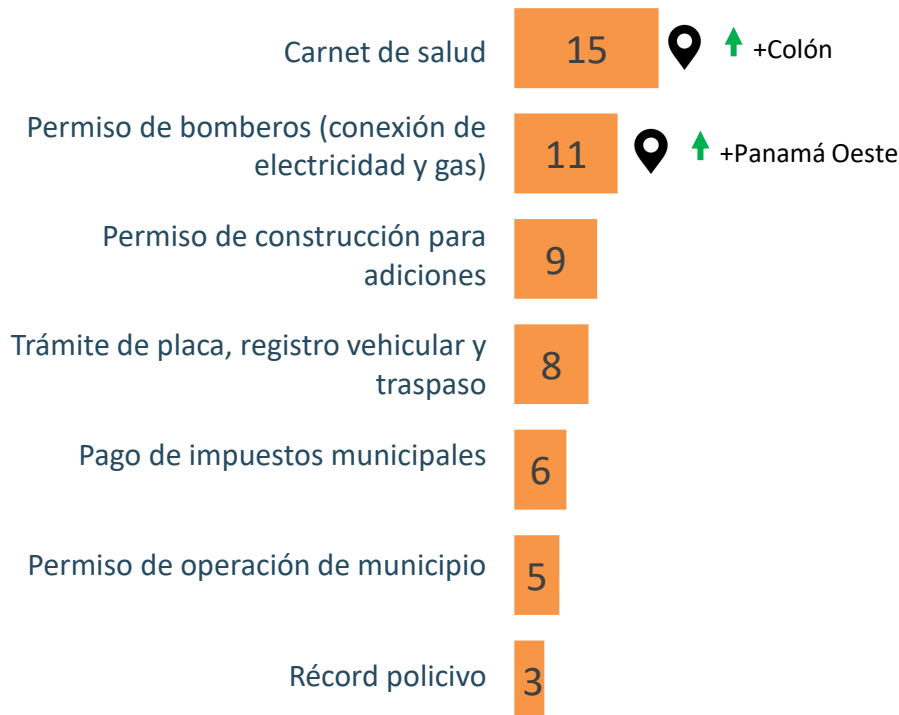 Carnet de salud
15
+Colón
Permiso de bomberos (conexión de
electricidad y gas)
11
+Panamá Oeste
Permiso de construcción para
adiciones
9
Trámite de placa, registro vehicular y
traspaso
8
Pago de impuestos municipales
6
Permiso de operación de municipio
5
Récord policivo
3